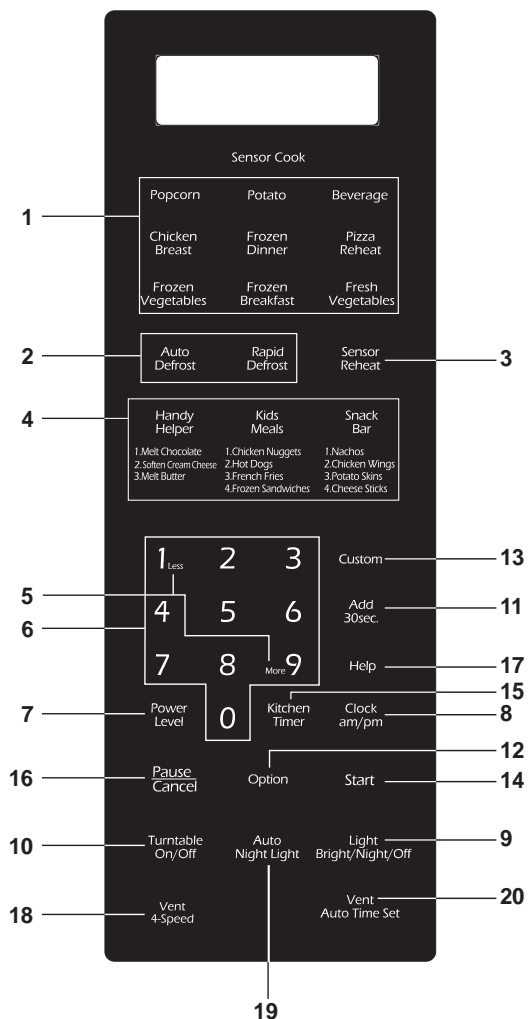 Sensor Cook
Popcorn Potato Beverage
1
Chicken Frozen Pizza
Breast Dinner Reheat
Frozen Frozen Fresh
Vegetables Breakfast Vegetables
2
Auto Rapid Sensor
Defrost Defrost Reheat
3
4
Handy Kids Snack
Helper Meals Bar
1.Melt Chocolate 1.Chicken Nuggets 1.Nachos
2.Soften Cream Cheese 2.Hot Dogs 2.Chicken Wings
3.Melt Butter 3.French Fries 3.Potato Skins
4.Frozen Sandwiches 4.Cheese Sticks
1 Less 2 3 Custom 13
5
6
4 5 6 Add
30sec.
11
7 8 More 9 Help 17
15
7
Power
Level
0
Kitchen
Timer
Clock
am/pm
8
12
16
Pause
Cancel
Option Start 14
10
Turntable
On/Off
Auto
Night Light
Light
Bright/Night/Off
9
18
Vent
4-Speed
Vent
Auto Time Set
20
19